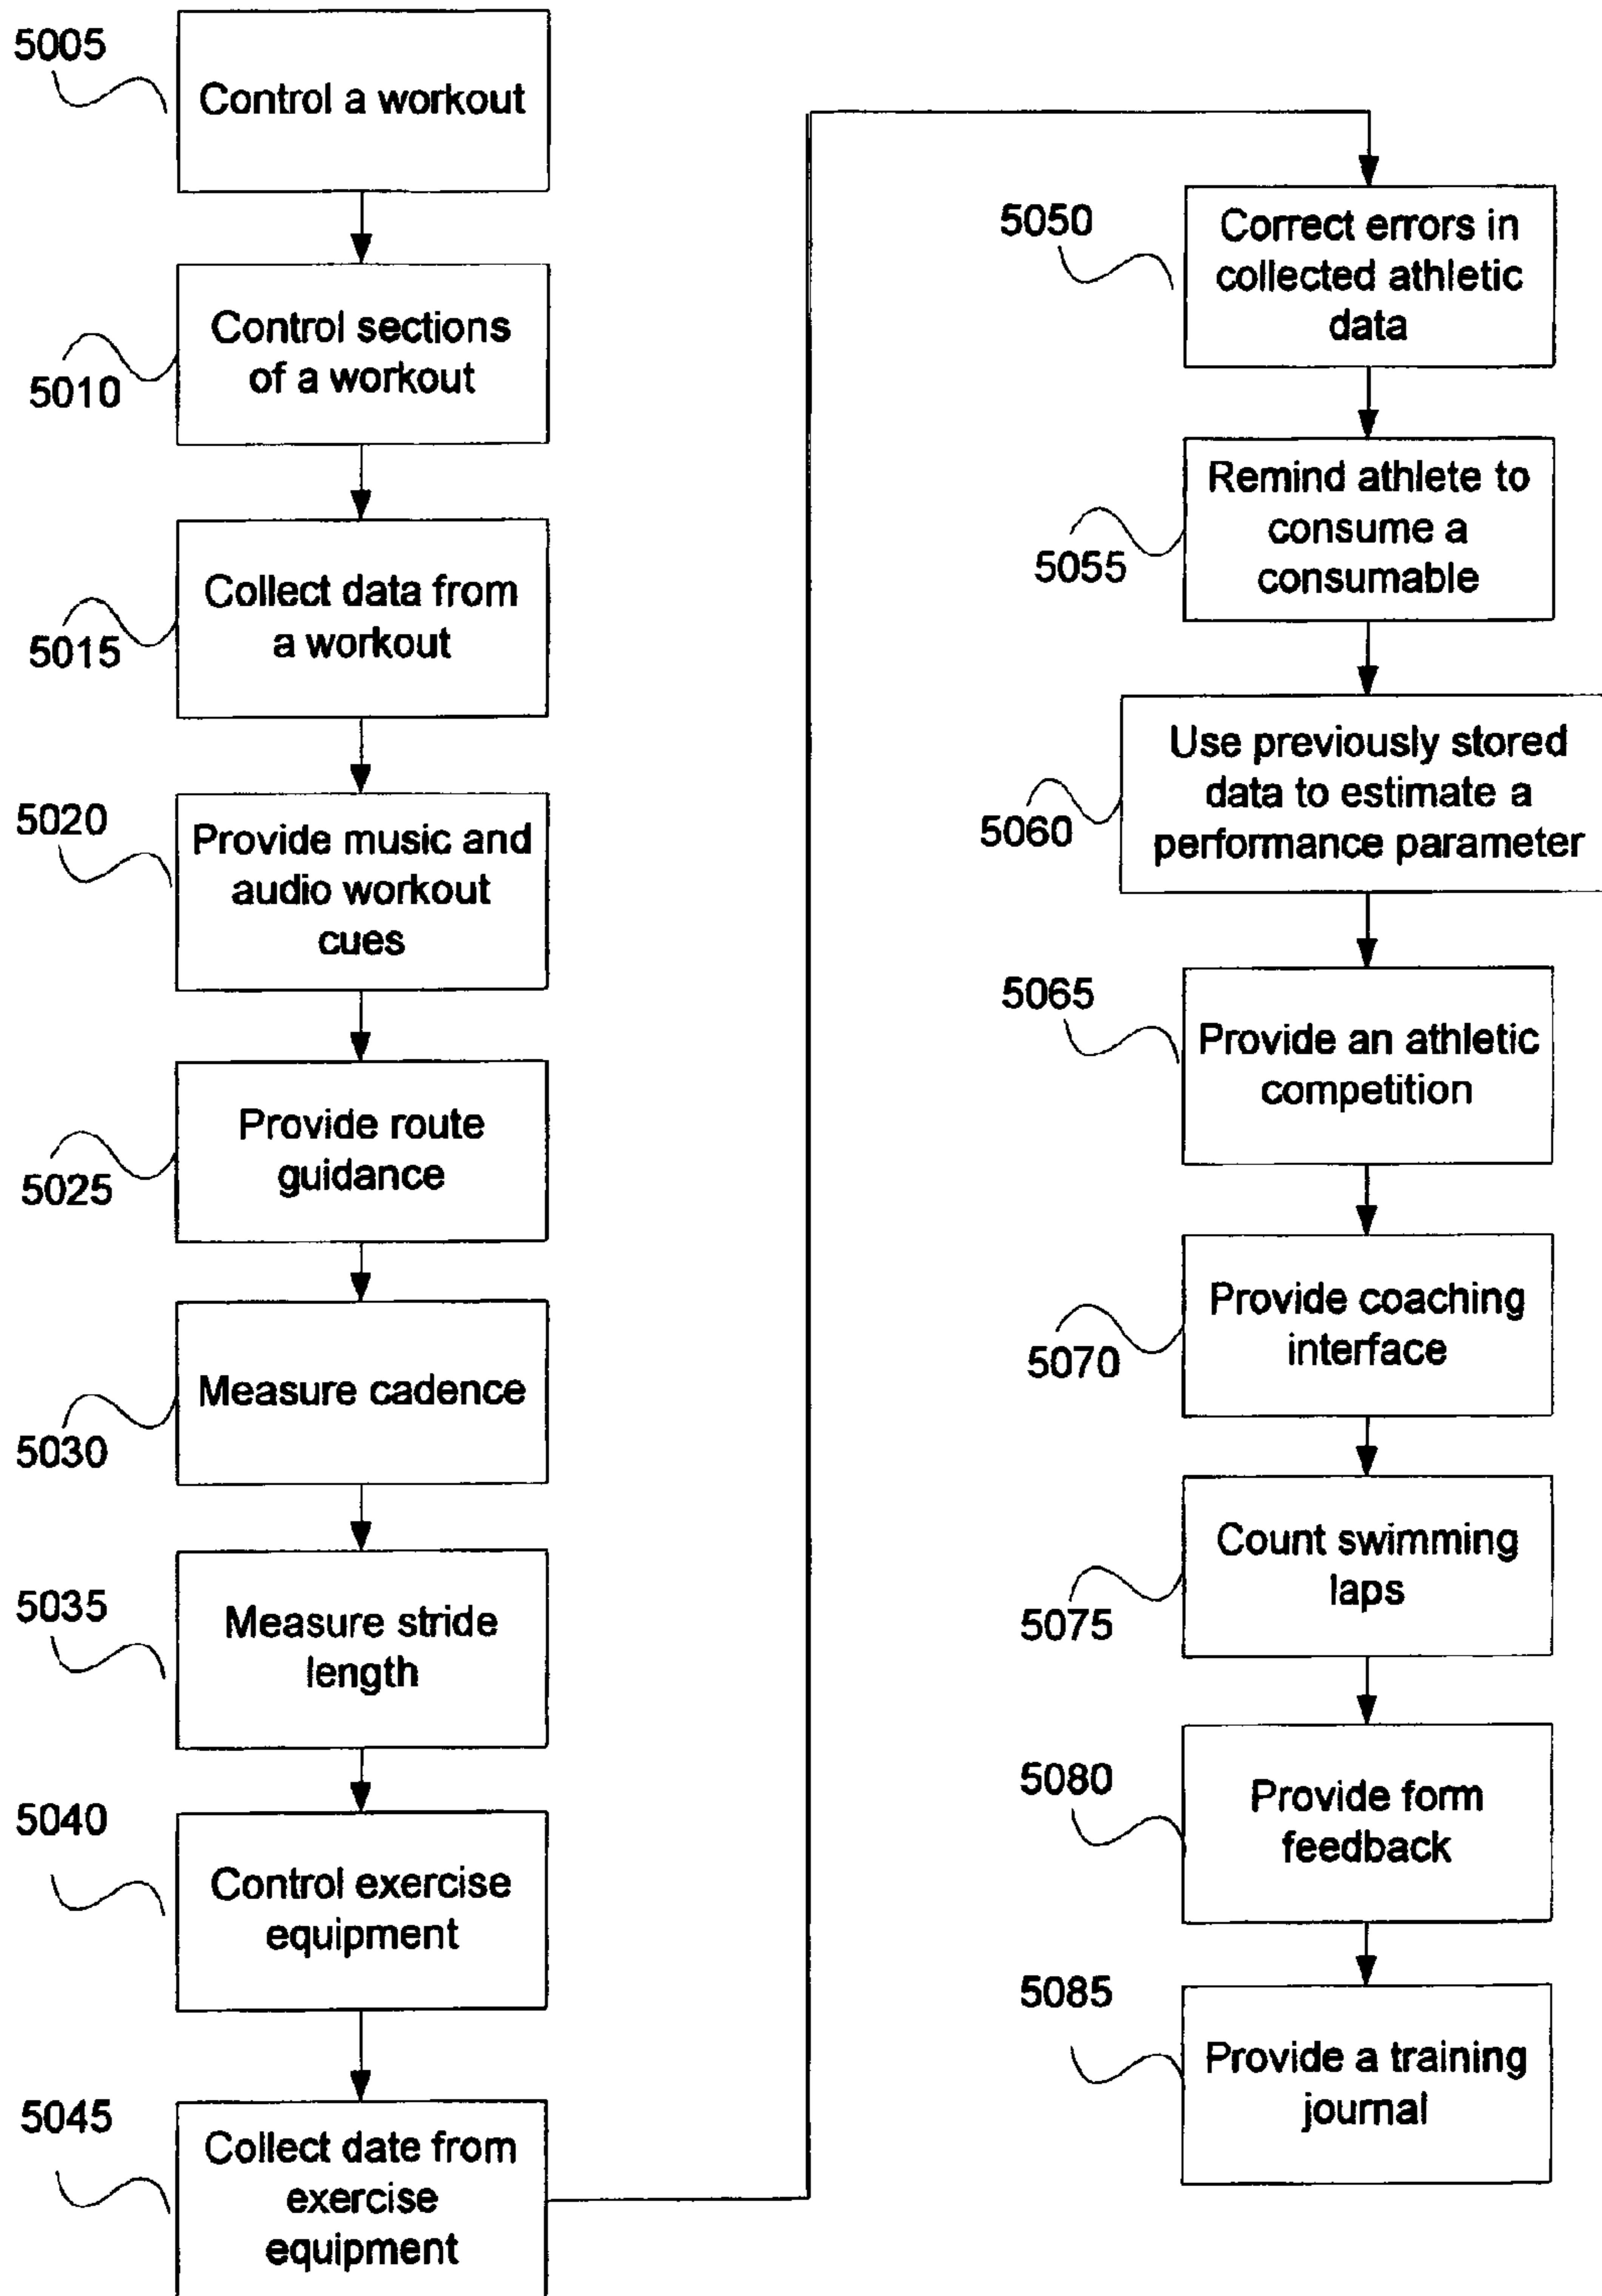 5005
Control a workout
Control sections
of a workout
5010
Collect data from
a workout
5015
5020
Provide music and
audio workout
cues
Provide route
guidance
5025
Measure cadence
5030
5035
Measure stride
length
5040
Control exercise
equipment
5045
Collect date from
exercise
equipment
5050
Correct errors in
collected athletic
data
Remind athlete to
consume a
consumable
5055
Use previously stored
data to estimate a
performance parameter
5060
5065
Provide an athletic
competition
Provide coaching
interface
5070
Count swimming
laps
5075
5080
Provide form
feedback
5085
Provide a training
journal